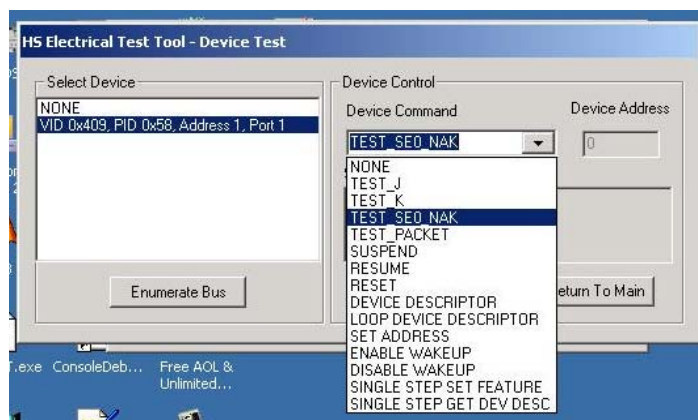 HS Electrical Test Tool - Device Test
Select Device
NONE
VID 0x409, PID 0x58, Address 1, Port 1
Enumerate Bus
Device Control
Device Command
Device Address
TEST_SE0_NAK
0
NONE
TEST_J
TEST_K
TEST_SE0_NAK
TEST_PACKET
SUSPEND
RESUME
RESET
DEVICE DESCRIPTOR
LOOP DEVICE DESCRIPTOR
SET ADDRESS
ENABLE WAKEUP
DISABLE WAKEUP
SINGLE STEP SET FEATURE
SINGLE STEP GET DEV DESC
eturn To Main
T.exe
ConsoleDeb...
Free AOL &
Unlimited...